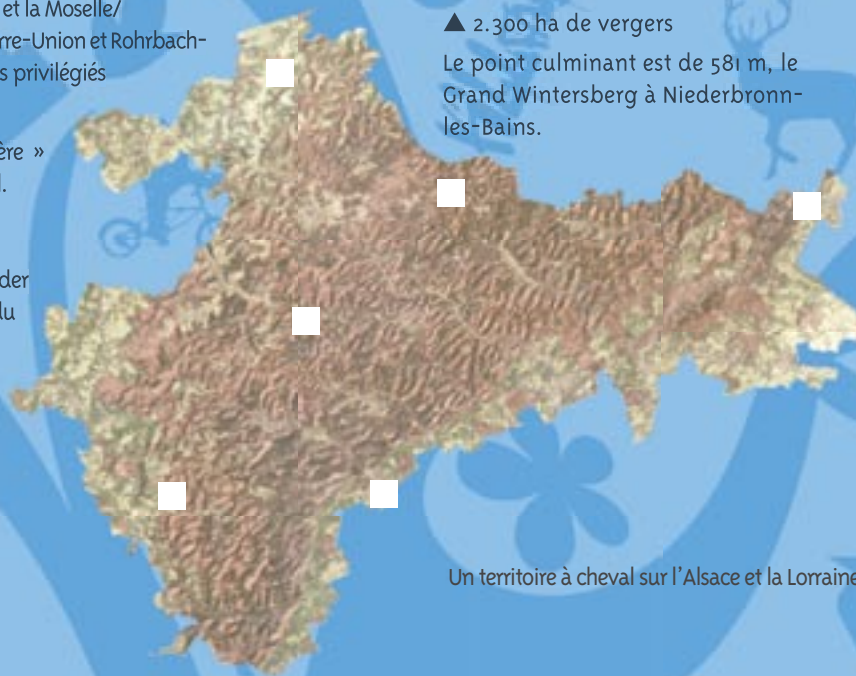 et la Moselle/
rre-Union et Rohrbach-
s privilégiés
ère »
l.
der
lu
▲ 2.300 ha de vergers
Le point culminant est de 581 m, le
Grand Wintersberg à Niederbronn-
les-Bains.
Un territoire à cheval sur l'Alsace et la Lorraine